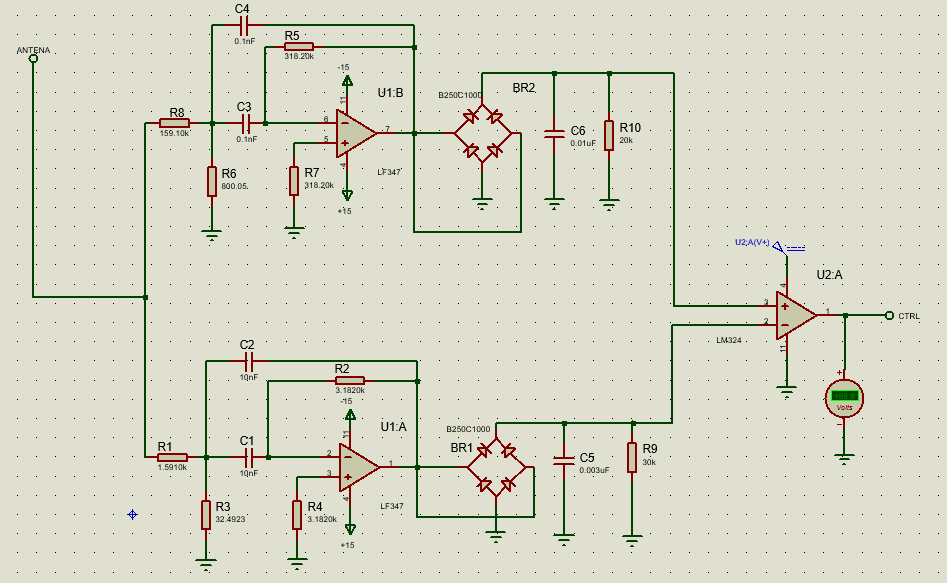 C4
0.1nF
R5
318.20k
ANTENA
-15
11
U1:B
R8
159.10k
C3
0.1nF
6
5
7
4
LF347
+15
R6
800.05.
R7
318.20k
B250C1000
BR2
C6
0.01uF
R10
20k
U2:A(V+)
U2:A
4
3
2
1
11
LM324
CTRL
+
Volts
-
C2
10nF
R2
3.1820k
-15
11
U1:A
R1
1.5910k
C1
10nF
2
3
1
4
LF347
+15
R3
32.4923
R4
3.1820k
B250C1000
BR1
C5
0.003uF
R9
30k